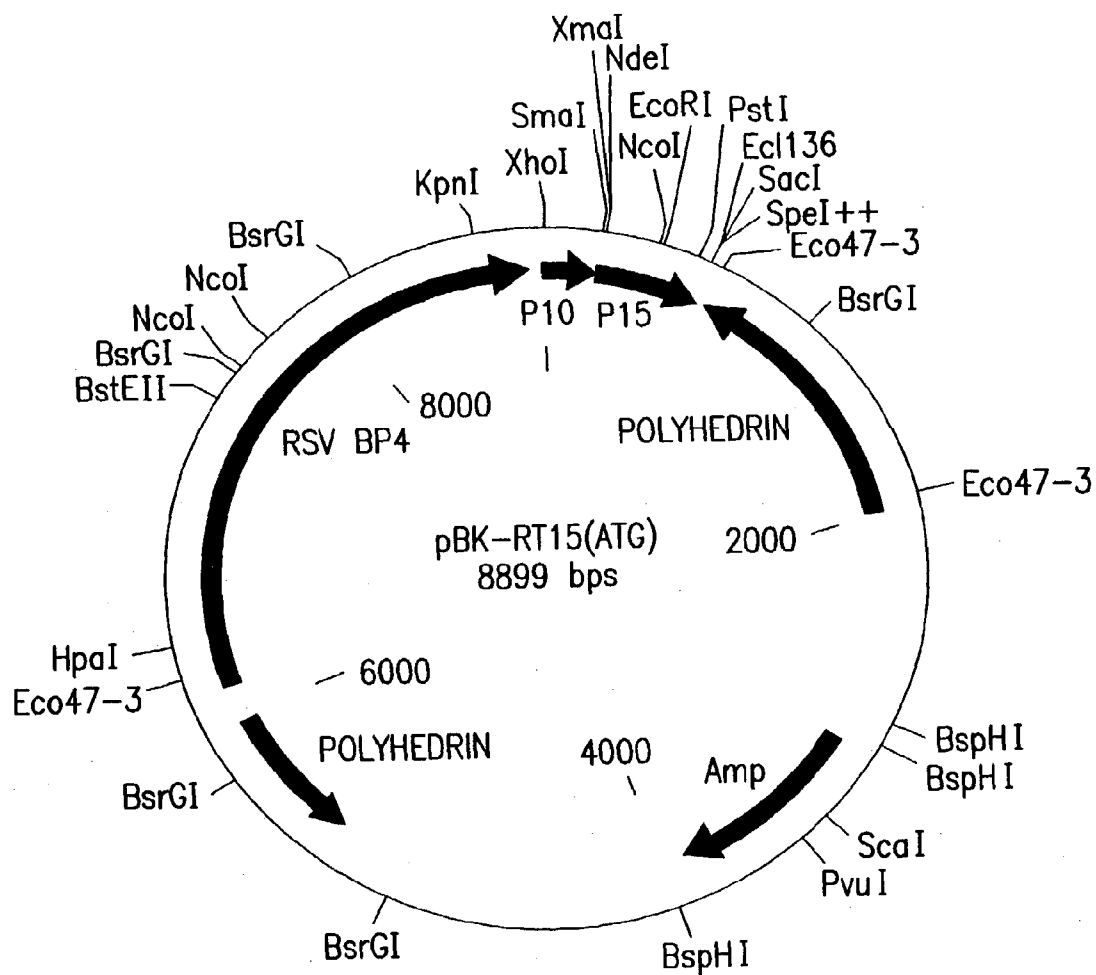 XmaI
NdeI
SmaI
EcoRI
PstI
XhoI
NcoI
Ecl136
KpnI
SacI
SpeI++
BsrGI
Eco47-3
NcoI
BsrGI
NcoI
BsrGI
BstEII
P10
P15
8000
RSV BP4
POLYHEDRIN
Eco47-3
pBK-RT15(ATG)
8899 bps
2000
HpaI
6000
Eco47-3
POLYHEDRIN
4000
Amp
BspHI
BspHI
BsrGI
ScaI
PvuI
BsrGI
BspHI